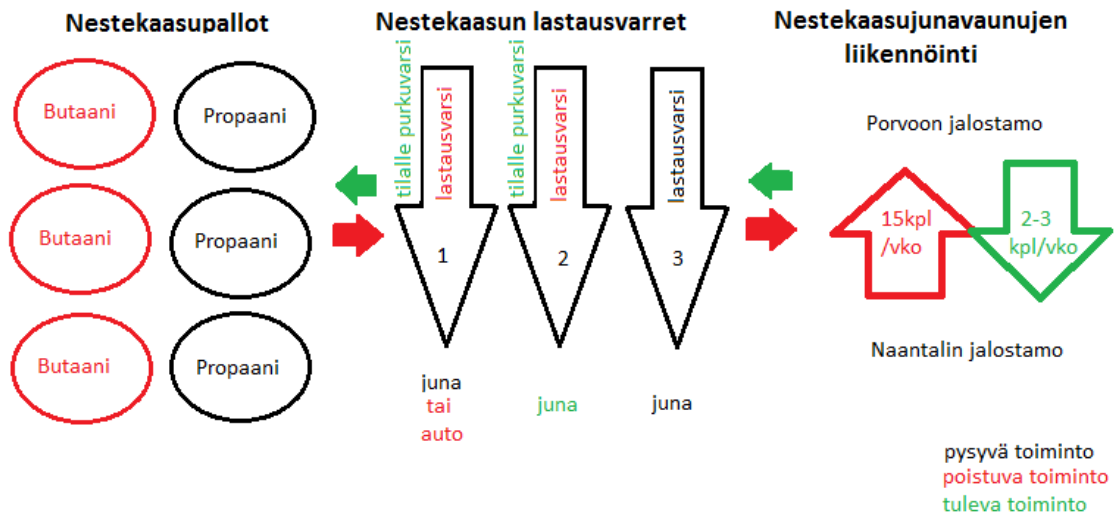 Nestekaasupallot
Butaani
Propaani
Butaani
Propaani
Butaani
Propaani
Nestekaasun lastausvarret
tilalle purkuvarsi
lastausvarsi
1
juna
tai
auto
tilalle purkuvarsi
lastausvarsi
2
juna
lastausvarsi
3
juna
Nestekaasujunavaunujen
liikennöinti
Porvoon jalostamo
15kpl
/vko
2-3
kpl/vko
Naantalin jalostamo
pysyvä toiminto
poistuva toiminto
tuleva toiminto